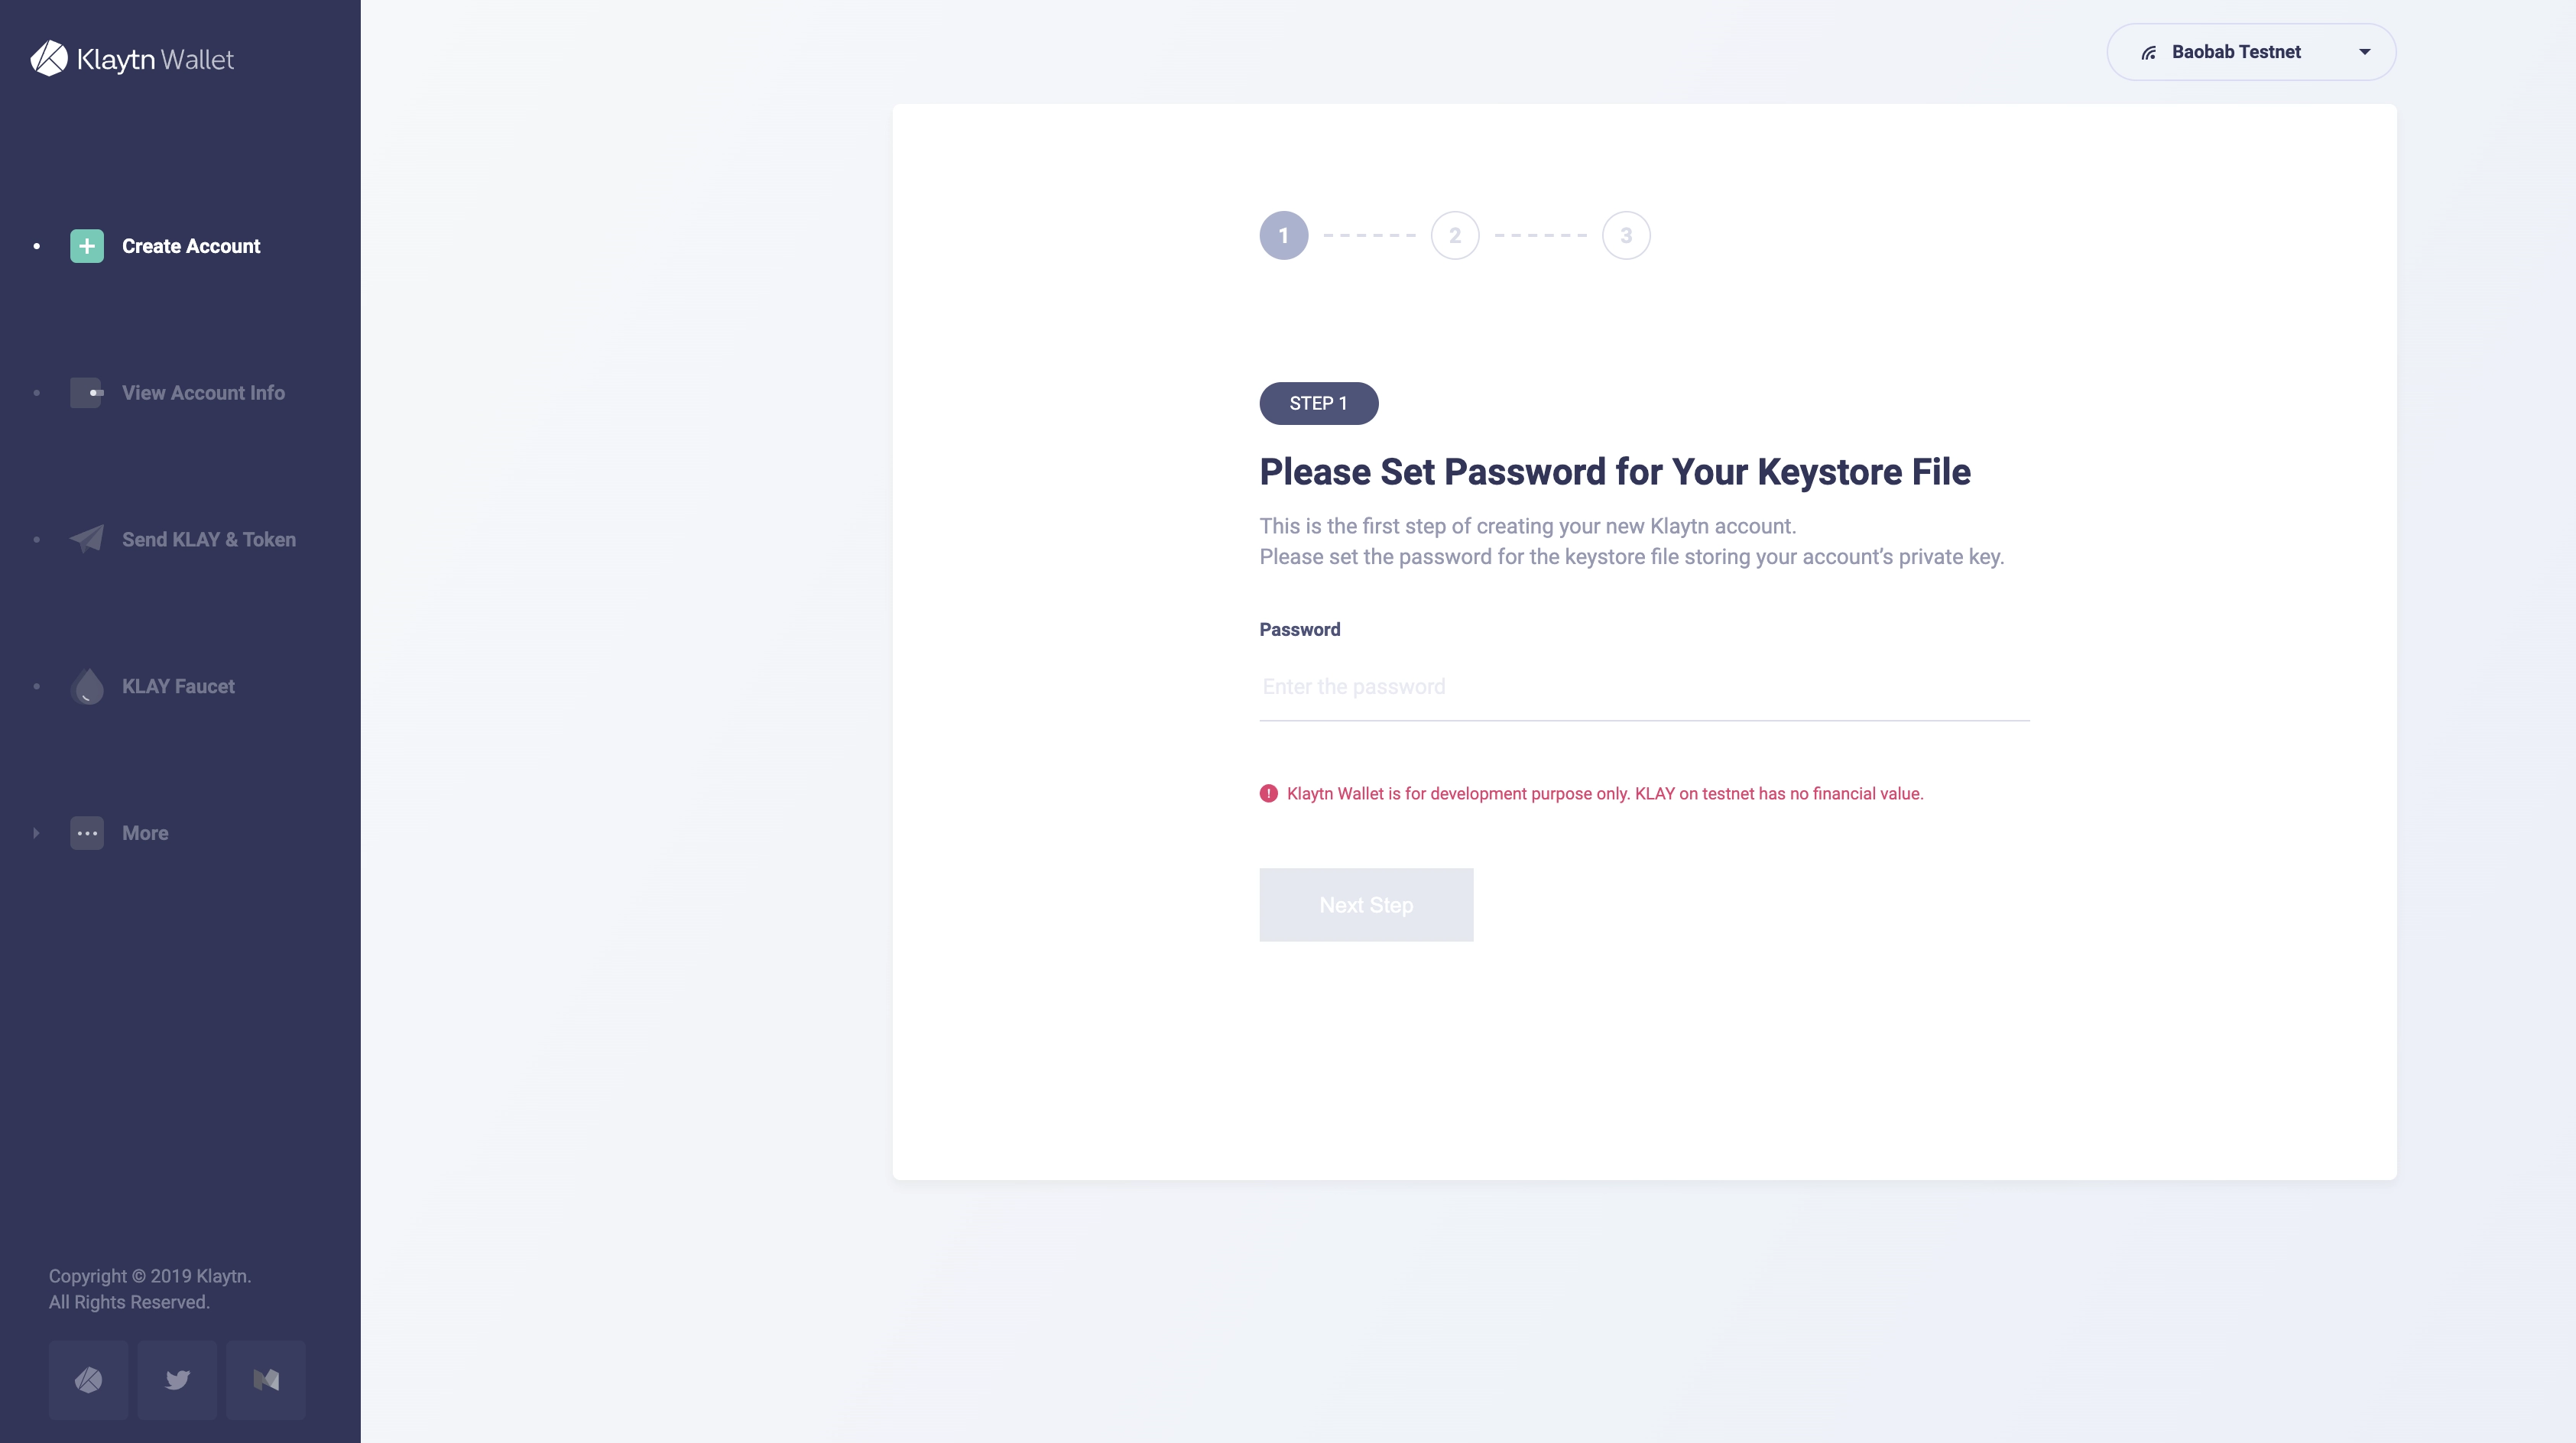 Klaytn Wallet
Create Account
View Account Info
Send KLAY & Token
KLAY Faucet
More
Copyright © 2019 Klaytn.
All Rights Reserved.
Baobab Testnet
1
2
3
STEP 1
Please Set Password for Your Keystore File
This is the first step of creating your new Klaytn account.
Please set the password for the keystore file storing your account’s private key.
Password
Enter the password
Klaytn Wallet is for development purpose only. KLAY on testnet has no financial value.
Next Step